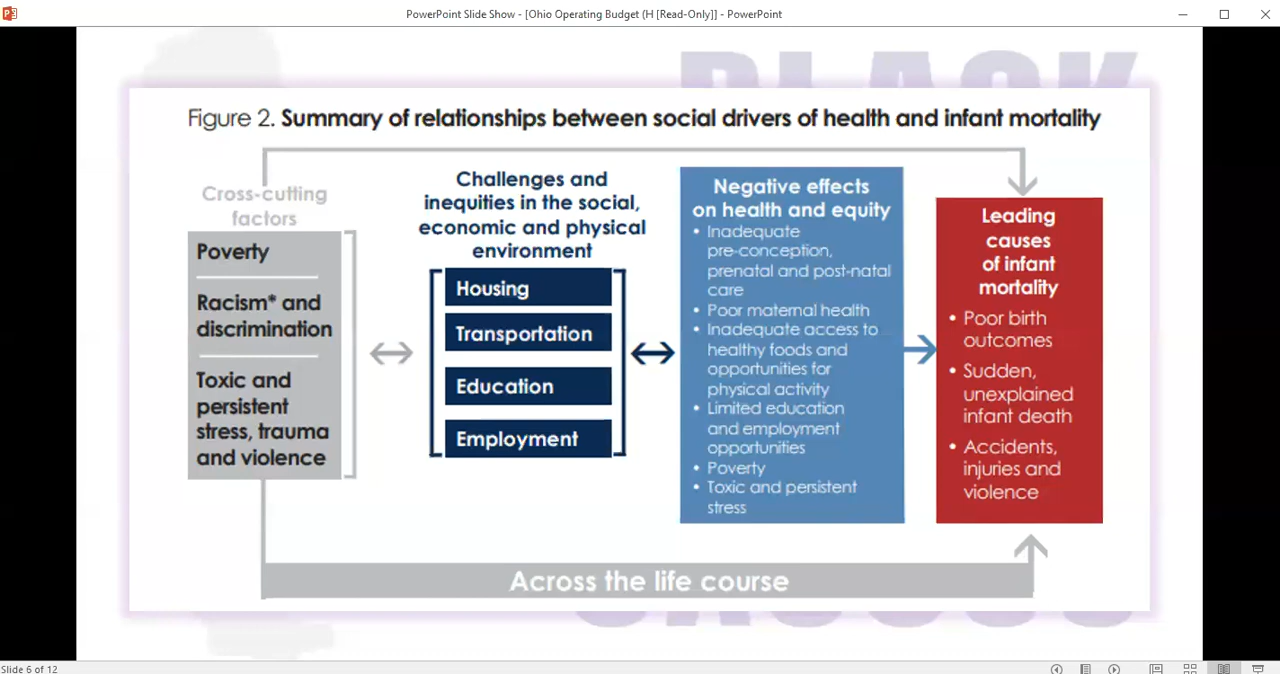 PowerPoint Slide Show - [Ohio Operating Budget (H [Read-Only]] - PowerPoint
BLACK
Figure 2. Summary of relationships between social drivers of health and infant mortality
Cross-cutting
factors
Poverty
Racism* and
discrimination
Toxic and
persistent
stress, trauma
and violence
Challenges and
inequities in the social,
economic and physical
environment
Housing
Transportation
Education
Employment
Negative effects
on health and equity
• Inadequate
pre-conception,
prenatal and post-natal
care
• Poor maternal health
• Inadequate access to
healthy foods and
opportunities for
physical activity
• Limited education
and employment
opportunities
• Poverty
• Toxic and persistent
stress
Leading
causes
of infant
mortality
• Poor birth
outcomes
• Sudden,
unexplained
infant death
• Accidents,
injuries and
violence
Across the life course
CAUCUS
Slide 6 of 12